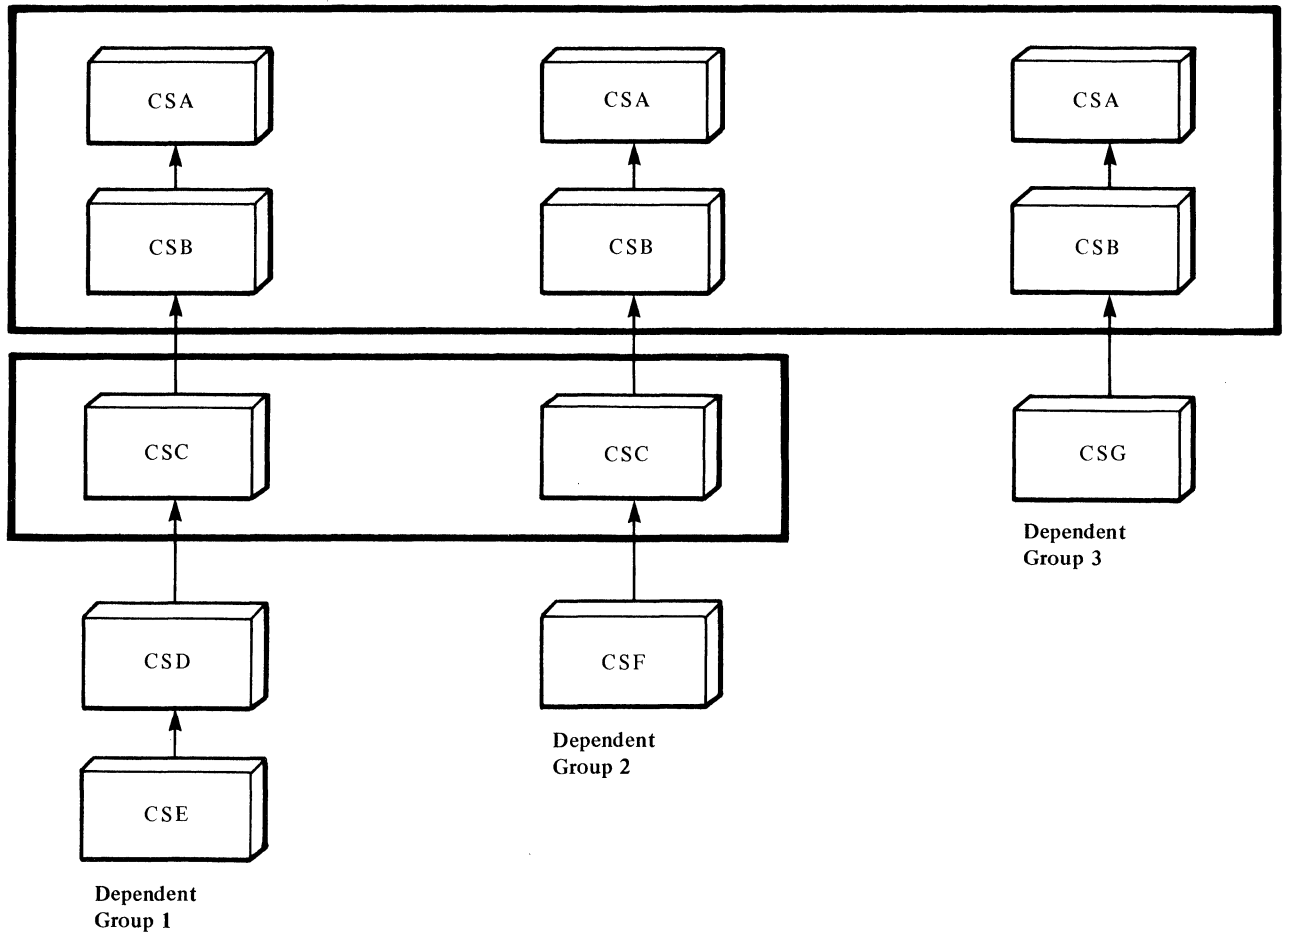 CSA
CSA
CSA
CSB
CSB
CSB
CSC
CSC
CSG
Dependent
Group 3
CSD
CSF
Dependent
Group 2
CSE
Dependent
Group 1